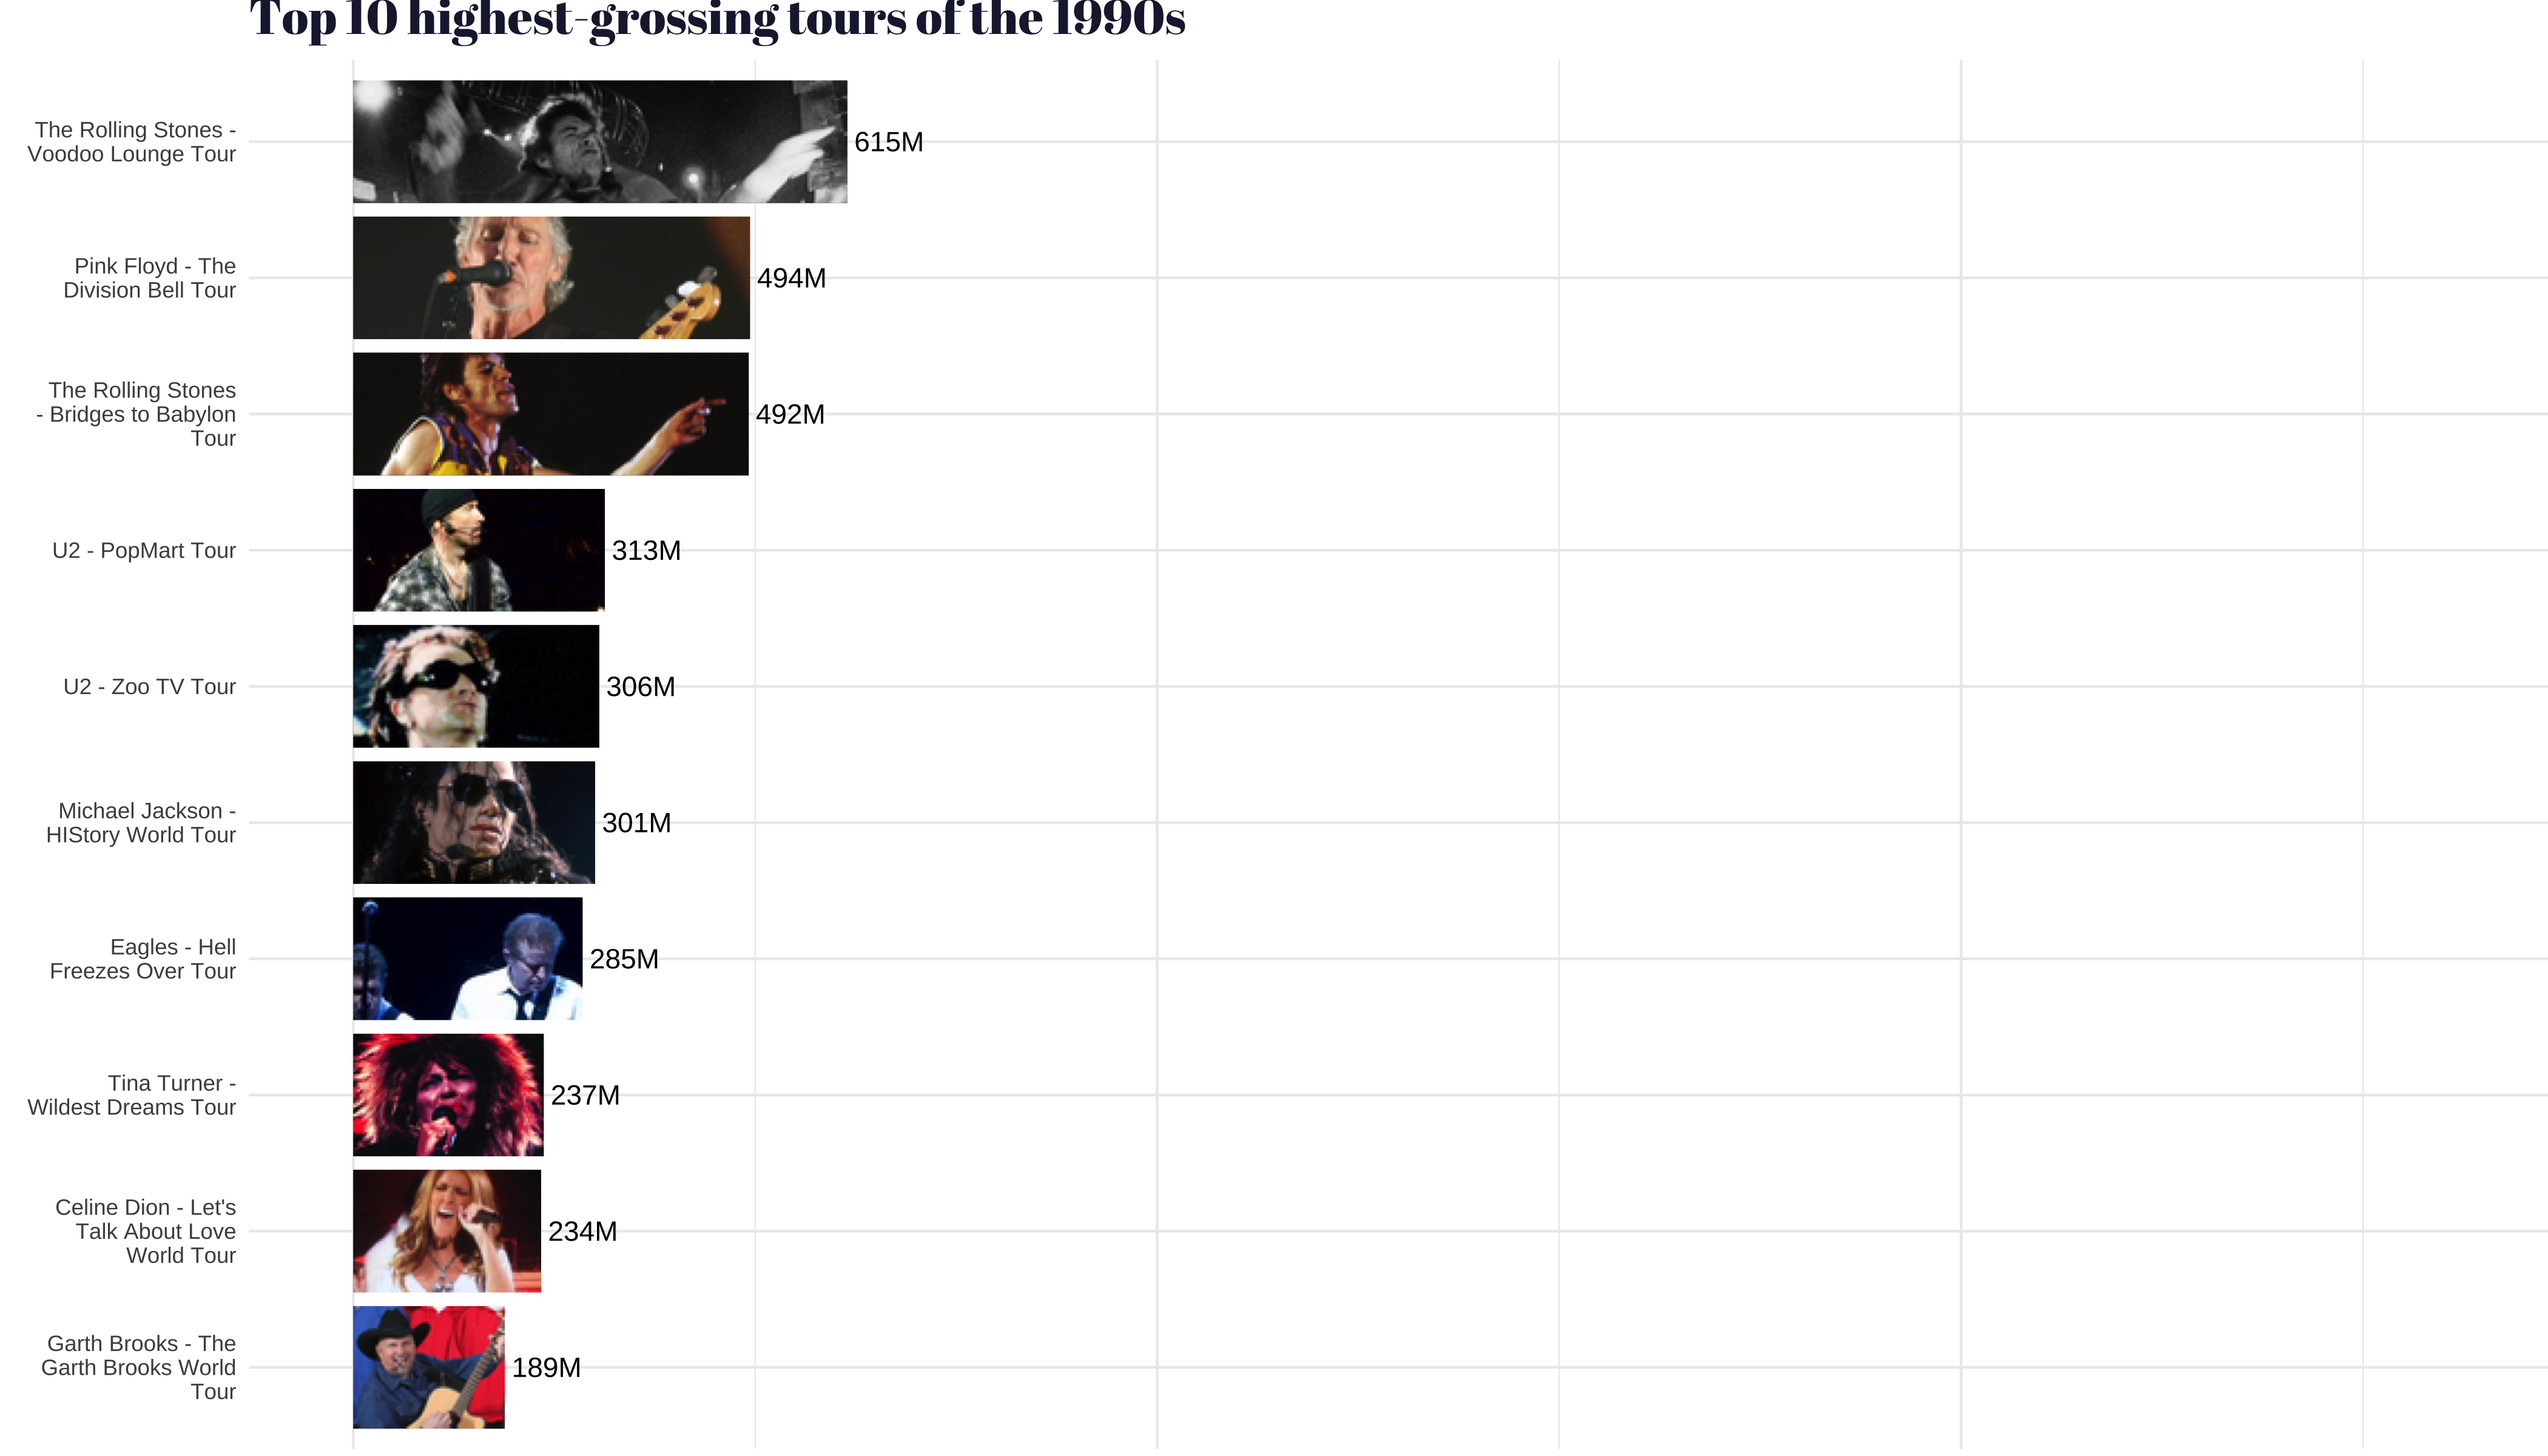 Top 10 highest-grossing tours of the 1990s
The Rolling Stones -
Voodoo Lounge Tour
615M
Pink Floyd - The
Division Bell Tour
494M
The Rolling Stones
- Bridges to Babylon
Tour
492M
U2 - PopMart Tour
313M
U2 - Zoo TV Tour
306M
Michael Jackson -
HIStory World Tour
301M
Eagles - Hell
Freezes Over Tour
285M
Tina Turner -
Wildest Dreams Tour
237M
Celine Dion - Let's
Talk About Love
World Tour
234M
Garth Brooks - The
Garth Brooks World
Tour
189M